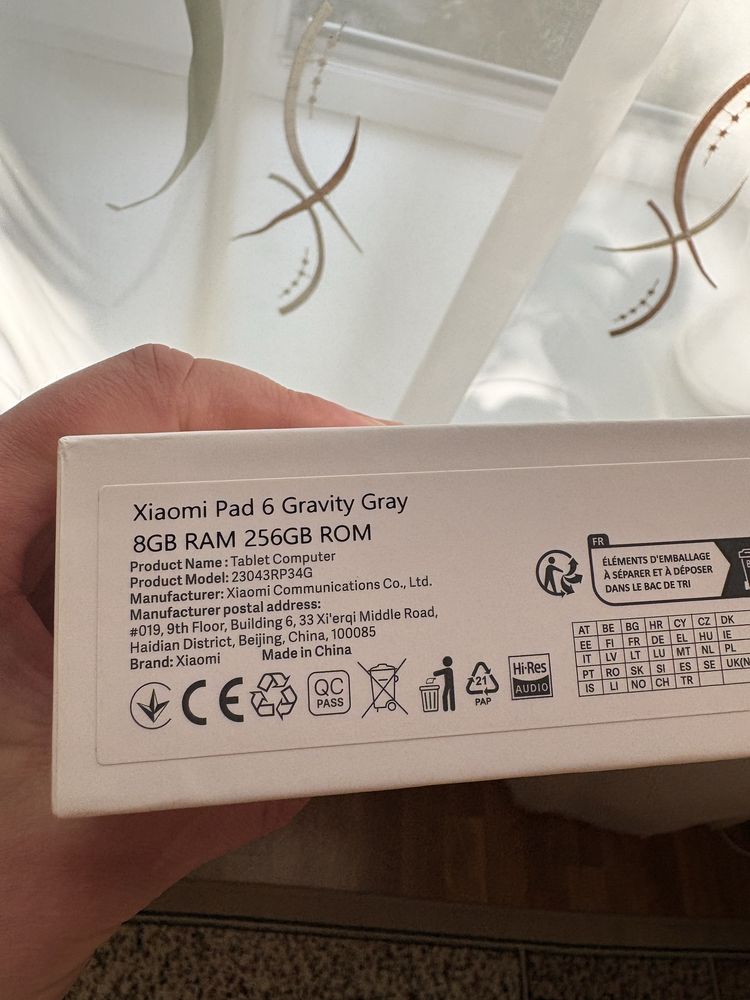 Xiaomi Pad 6 Gravity Gray
8GB RAM 256GB ROM
Product Name: Tablet Computer
Product Model: 23043RP34G
Manufacturer: Xiaomi Communications Co., Ltd.
Manufacturer postal address:
#019, 9th Floor, Building 6, 33 Xi'erqi Middle Road,
Haidian District, Beijing, China, 100085
Brand: Xiaomi Made in China
CE
QC
PASS
21
PAP
Hi-Res
AUDIO
FR
ÉLÉMENTS D'EMBALLAGE
À SÉPARER ET À DÉPOSER
DANS LE BAC DE TRI
AT BE BG HR CY CZ DK
EE FI FR DE EL HU IE
IT LV LT LU MT NL PL
PT RO SK SI ES SE UK(N
IS LI NO CH TR